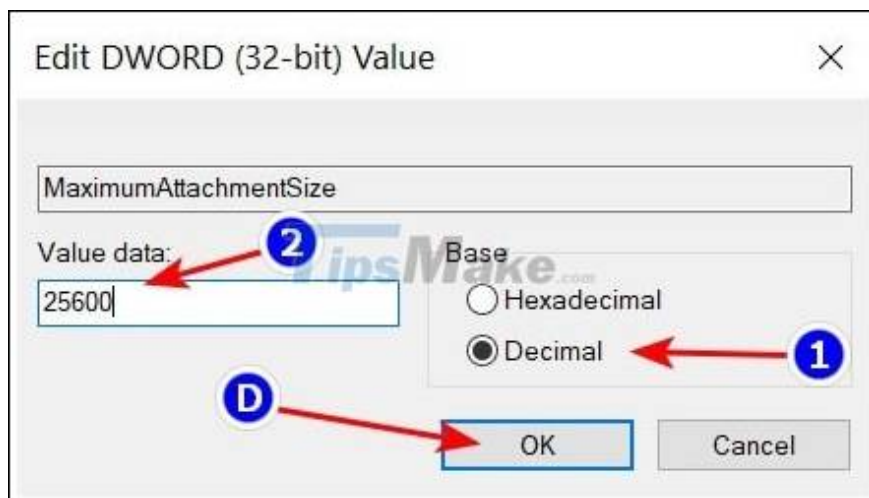 Edit DWORD (32-bit) Value
MaximumAttachmentSize
Value data:
2
25600
TipsMake.com
Base
Hexadecimal
Decimal
1
D
OK
Cancel